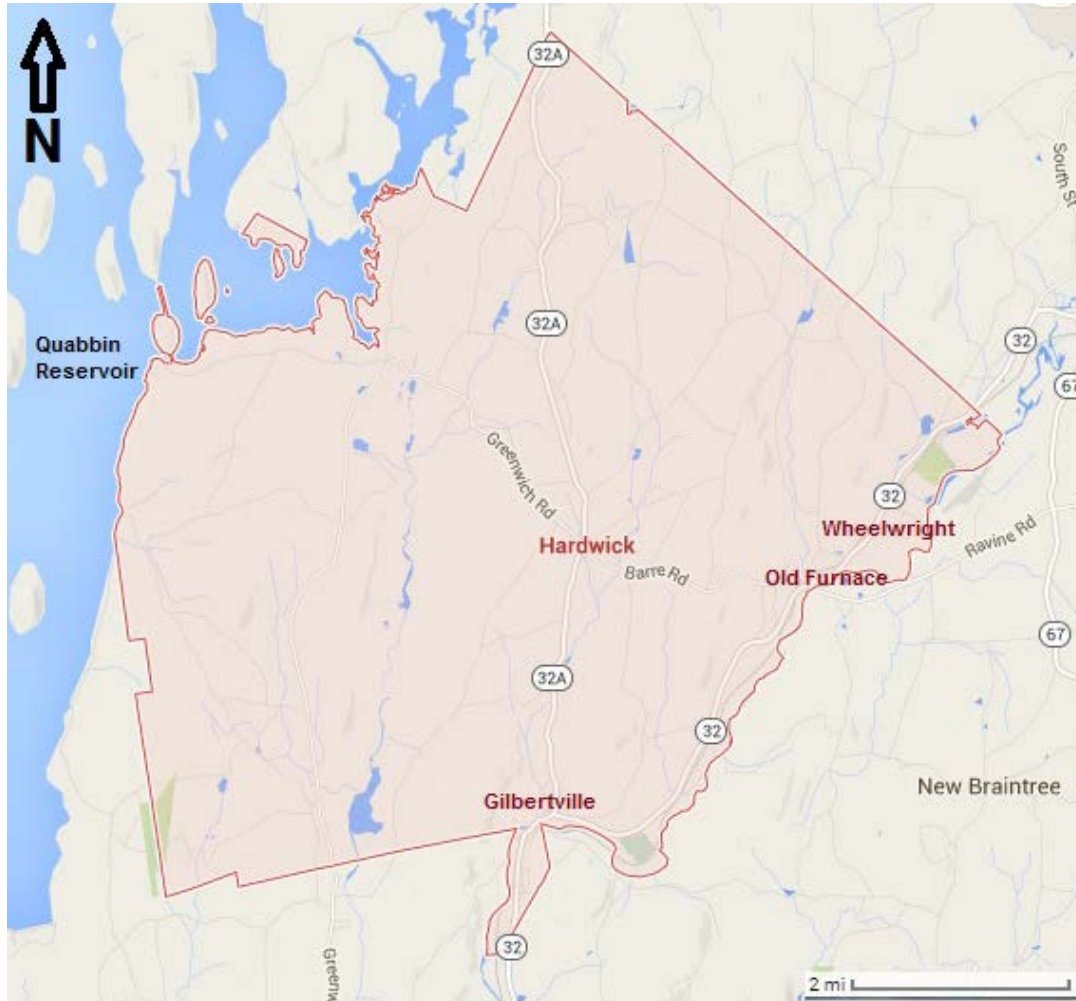 N
32A
South St
32
67
Quabbin
Reservoir
32A
Greenwich Rd
32
Wheelwright
Hardwick
Ravine Rd
Barre Rd
Old Furnace
67
32A
32
New Braintree
Gilbertville
32
Green
2 mi